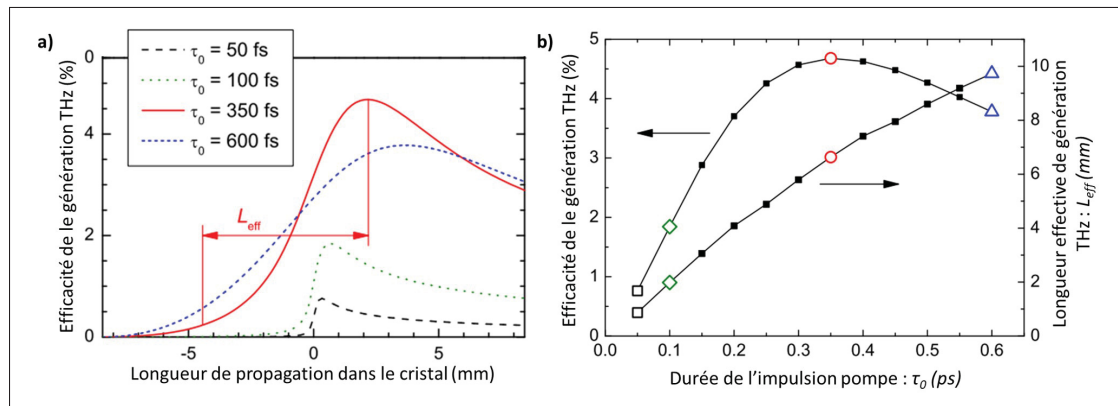 a)
τ₀ = 50 fs
τ₀ = 100 fs
τ₀ = 350 fs
τ₀ = 600 fs
L_eff
Efficacité de le génération THz (%)
0
4
2
0
-5
0
5
Longueur de propagation dans le cristal (mm)
b)
Efficacité de le génération THz (%)
5
4
3
2
1
0
0.0
0.1
0.2
0.3
0.4
0.5
0.6
Durée de l'impulsion pompe : τ₀ (ps)
10
8
6
4
2
0
Longueur effective de génération
THz : L_eff (mm)